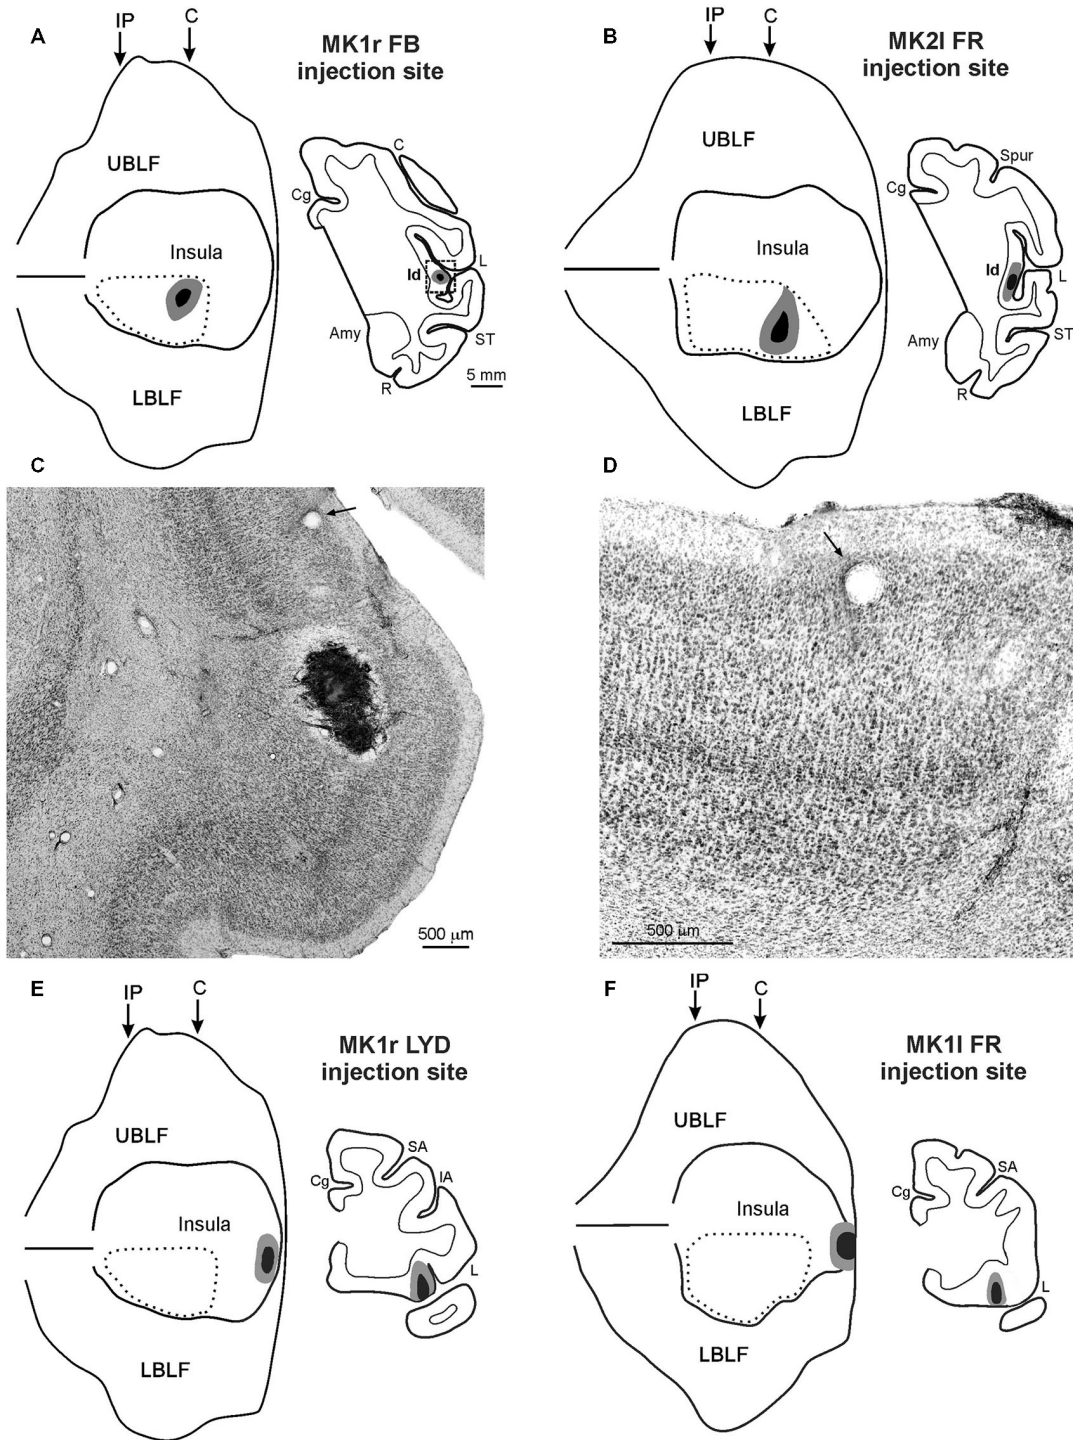 A
IP
C
MK1r FB
injection site
UBLF
C
Cg
Insula
Id
L
Amy
ST
LBLF
R
5 mm
B
IP
C
MK2l FR
injection site
UBLF
Spur
Cg
Insula
Id
L
Amy
ST
LBLF
R
C
500 µm
D
500 µm
E
IP
C
MK1r LYD
injection site
UBLF
SA
Cg
IA
Insula
L
LBLF
F
IP
C
MK1l FR
injection site
UBLF
SA
Cg
Insula
L
LBLF